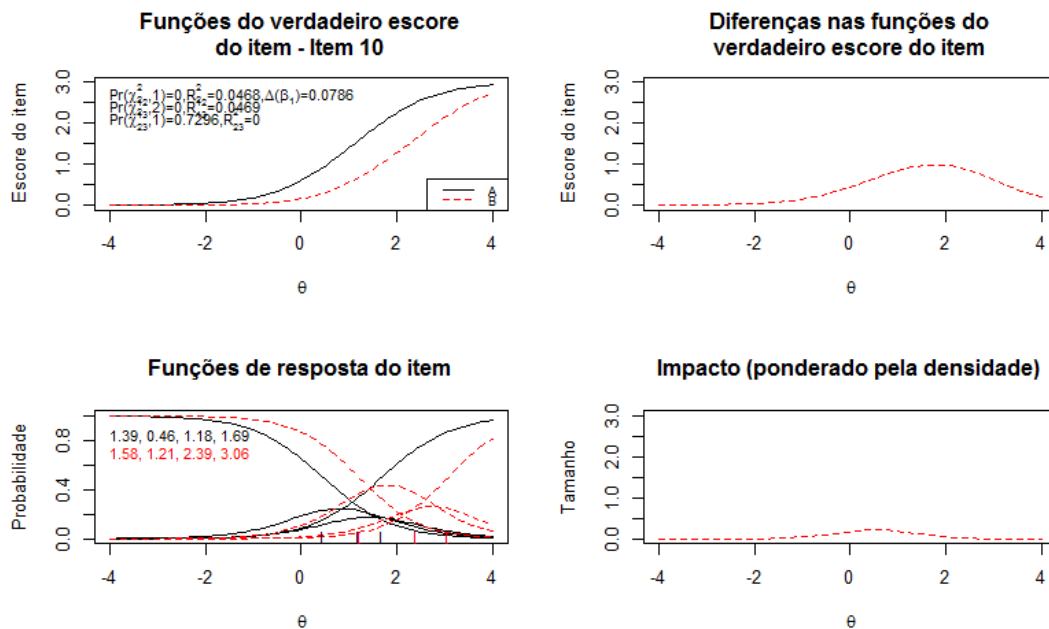 Funções do verdadeiro escore
do item - Item 10
Escore do item
3.0
2.0
1.0
0.0
Pr(χ²₁₂,1)=0,R²₁₂=0.0468,Δ(β₁)=0.0786
Pr(χ²₁₃,2)=0,R²₁₃=0.0469
Pr(χ²₂₃,1)=0.7296,R²₂₃=0
A
B
-4 -2 0 2 4
θ
Diferenças nas funções do
verdadeiro escore do item
Escore do item
3.0
2.0
1.0
0.0
-4 -2 0 2 4
θ
Funções de resposta do item
Probabilidade
0.8
0.4
0.0
1.39, 0.46, 1.18, 1.69
1.58, 1.21, 2.39, 3.06
-4 -2 0 2 4
θ
Impacto (ponderado pela densidade)
Tamanho
3.0
2.0
1.0
0.0
-4 -2 0 2 4
θ